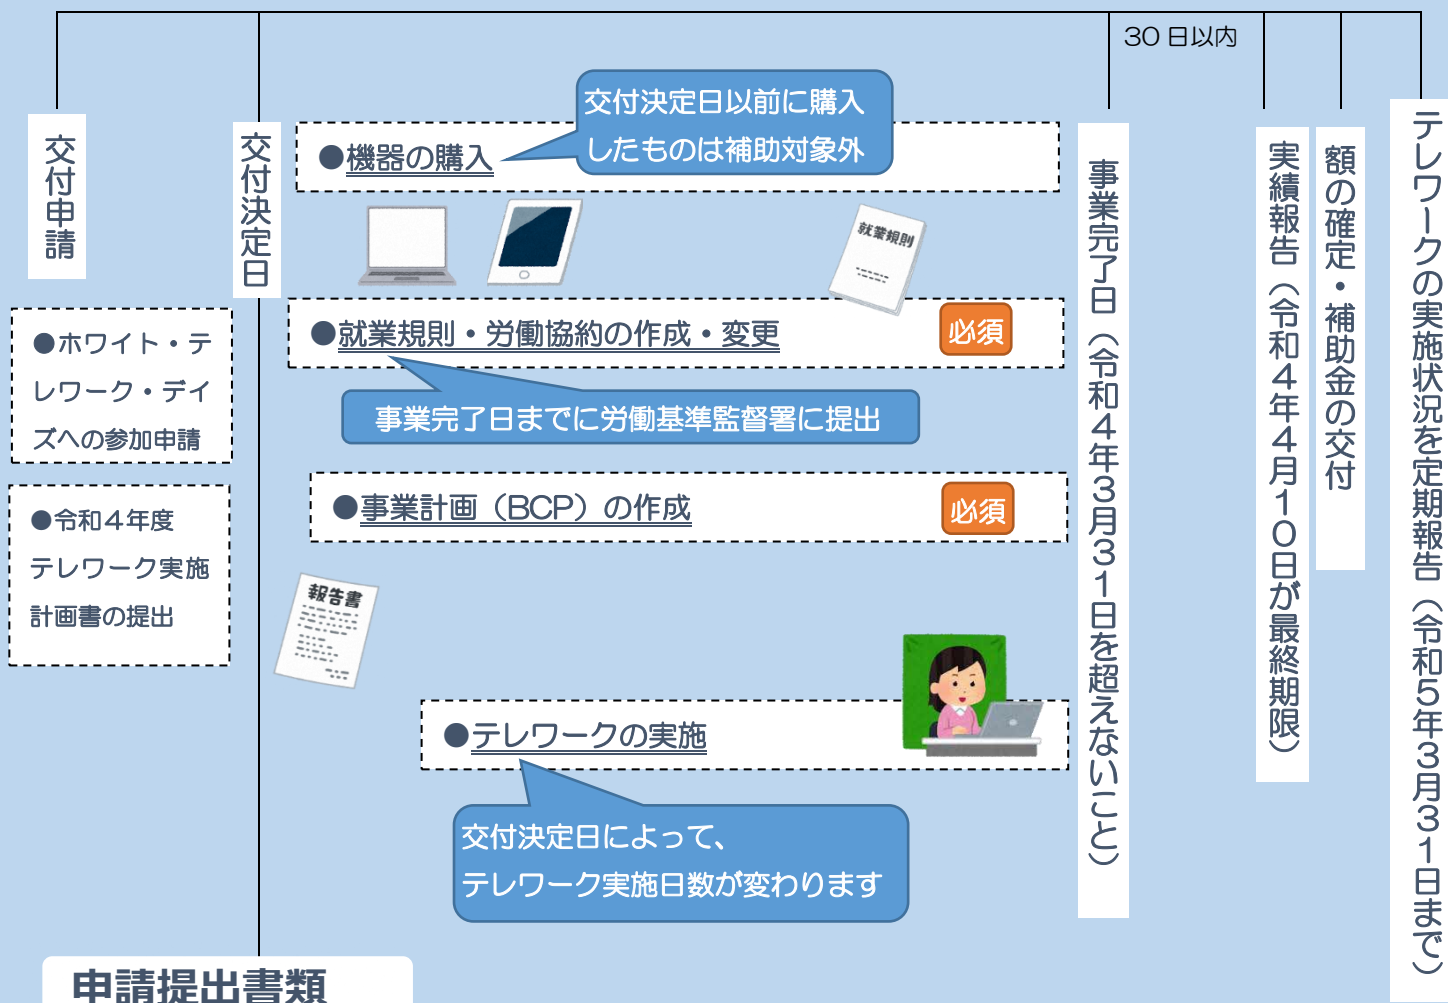 30日以内
交付申請
●ホワイト・テ
レワーク・デイ
ズへの参加申請
●令和４年度
テレワーク実施
計画書の提出
交付決定日
●機器の購入
交付決定日以前に購入
したものは補助対象外
就業規則
●就業規則・労働協約の作成・変更
必須
事業完了日までに労働基準監督署に提出
●事業計画（BCP）の作成
必須
報告書
●テレワークの実施
交付決定日によって、
テレワーク実施日数が変わります
事業完了日（令和４年３月３１日を超えないこと）
実績報告（令和４年４月１０日が最終期限）
額の確定・補助金の交付
テレワークの実施状況を定期報告（令和５年３月３１日まで）
申請提出書類